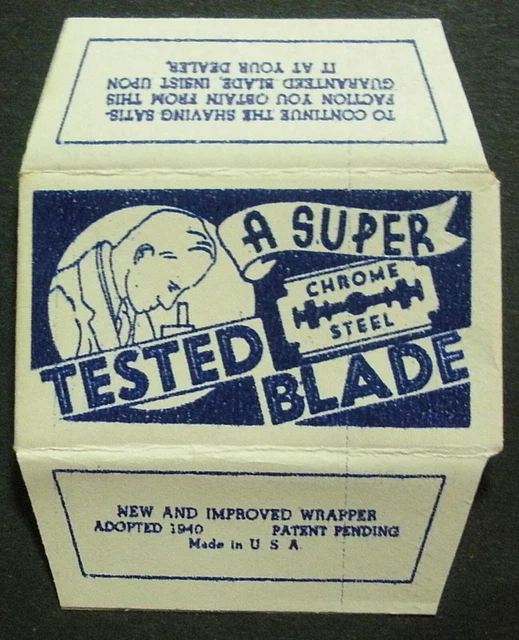 TO CONTINUE THE SHAVING SATIS-
FACTION YOU OBTAIN FROM THIS
GUARANTEED BLADE, INSIST UPON
IT AT YOUR DEALER.
A SUPER
CHROME
STEEL
TESTED
BLADE
NEW AND IMPROVED WRAPPER
ADOPTED 1940 PATENT PENDING
Made in U S A.